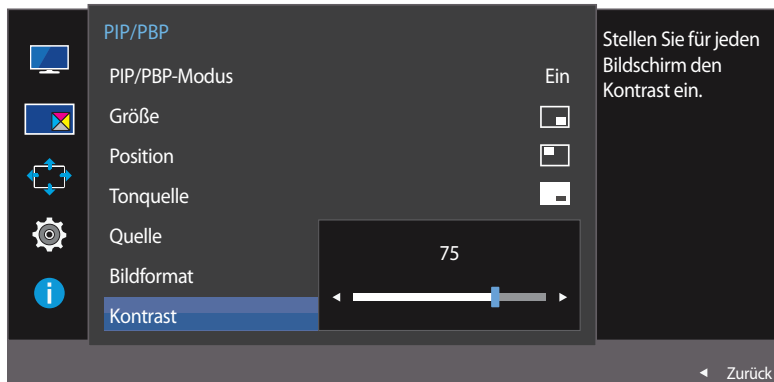 PIP/PBP
PIP/PBP-Modus Ein
Größe
Position
Tonquelle
Quelle
Bildformat
Kontrast
75
Stellen Sie für jeden
Bildschirm den
Kontrast ein.
Zurück